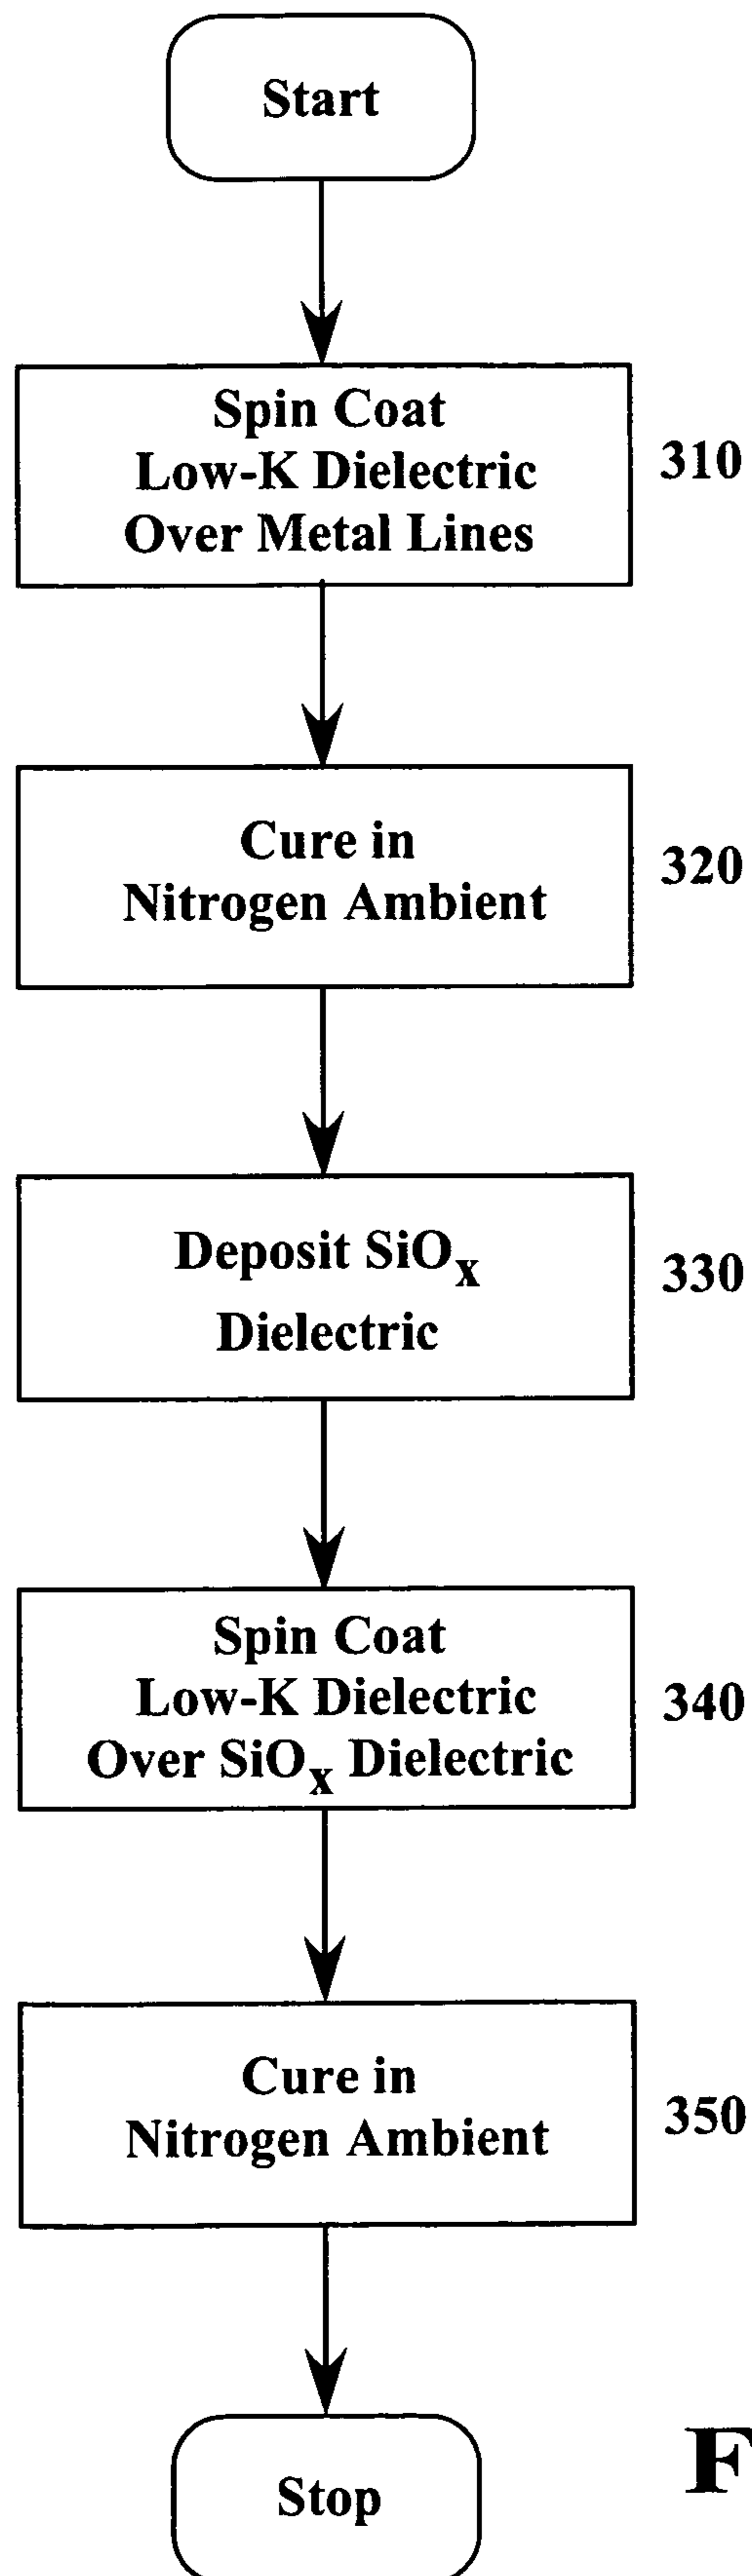 Start
Spin Coat
Low-K Dielectric
Over Metal Lines
310
Cure in
Nitrogen Ambient
320
Deposit SiOx
Dielectric
330
Spin Coat
Low-K Dielectric
Over SiOx Dielectric
340
Cure in
Nitrogen Ambient
350
Stop
F